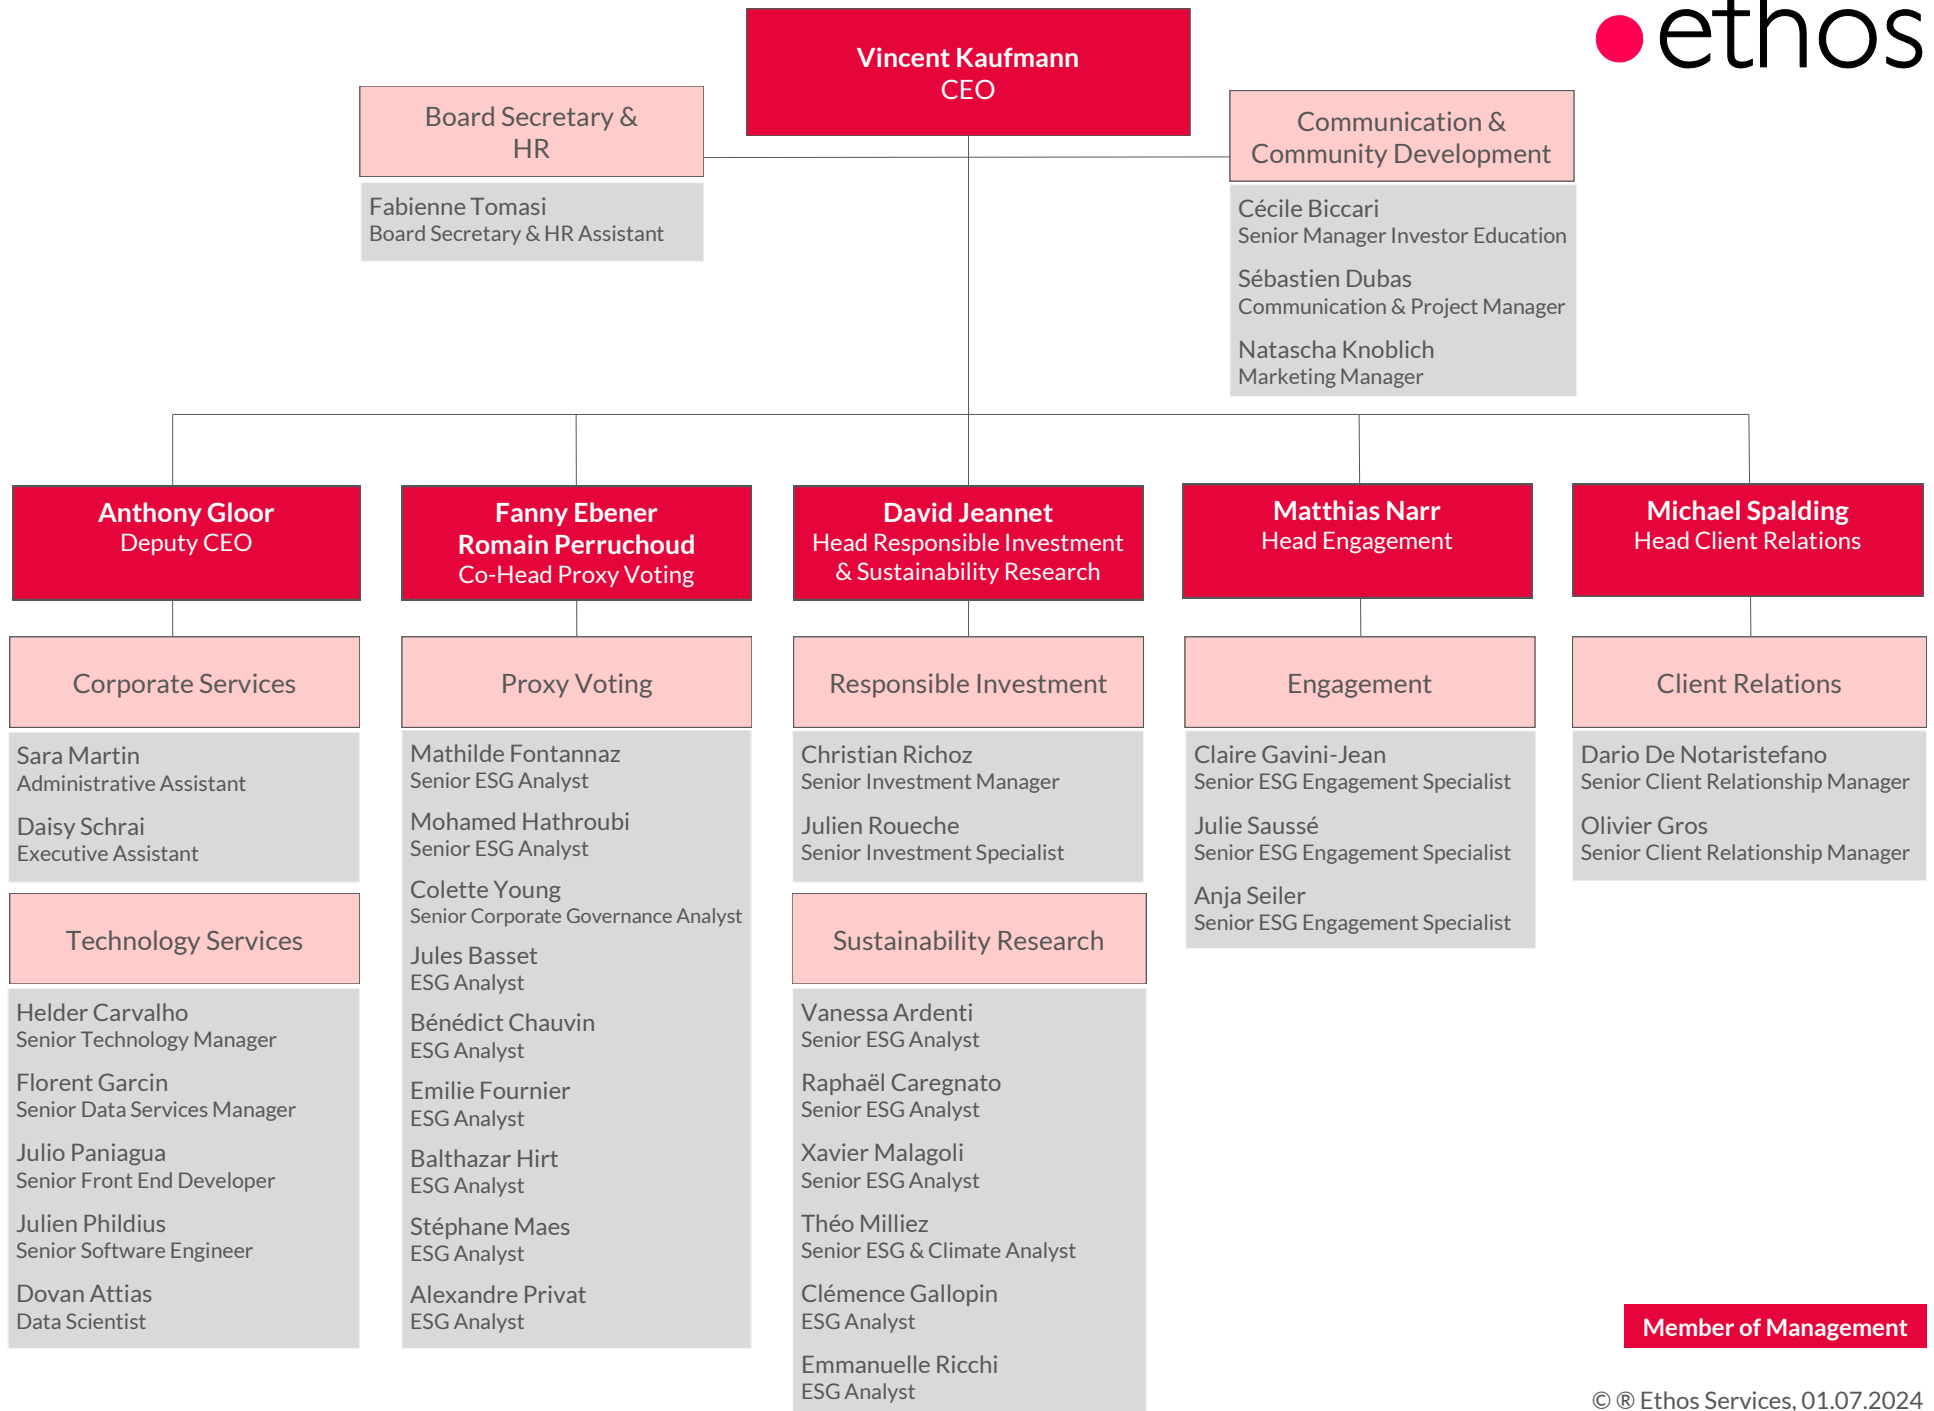 ethos
Vincent Kaufmann
CEO
Board Secretary &
HR
Fabienne Tomasi
Board Secretary & HR Assistant
Communication &
Community Development
Cécile Biccari
Senior Manager Investor Education
Sébastien Dubas
Communication & Project Manager
Natascha Knoblich
Marketing Manager
Anthony Gloor
Deputy CEO
Corporate Services
Sara Martin
Administrative Assistant
Daisy Schrai
Executive Assistant
Technology Services
Helder Carvalho
Senior Technology Manager
Florent Garcin
Senior Data Services Manager
Julio Paniagua
Senior Front End Developer
Julien Phildius
Senior Software Engineer
Dovan Attias
Data Scientist
Fanny Ebener
Romain Perruchoud
Co-Head Proxy Voting
Proxy Voting
Mathilde Fontannaz
Senior ESG Analyst
Mohamed Hathroubi
Senior ESG Analyst
Colette Young
Senior Corporate Governance Analyst
Jules Basset
ESG Analyst
Bénédict Chauvin
ESG Analyst
Emilie Fournier
ESG Analyst
Balthazar Hirt
ESG Analyst
Stéphane Maes
ESG Analyst
Alexandre Privat
ESG Analyst
David Jeannet
Head Responsible Investment
& Sustainability Research
Responsible Investment
Christian Richoz
Senior Investment Manager
Julien Roueche
Senior Investment Specialist
Sustainability Research
Vanessa Ardenti
Senior ESG Analyst
Raphaël Caregnato
Senior ESG Analyst
Xavier Malagoli
Senior ESG Analyst
Théo Milliez
Senior ESG & Climate Analyst
Clémence Gallopin
ESG Analyst
Emmanuelle Ricchi
ESG Analyst
Matthias Narr
Head Engagement
Engagement
Claire Gavini-Jean
Senior ESG Engagement Specialist
Julie Saussé
Senior ESG Engagement Specialist
Anja Seiler
Senior ESG Engagement Specialist
Michael Spalding
Head Client Relations
Client Relations
Dario De Notaristefano
Senior Client Relationship Manager
Olivier Gros
Senior Client Relationship Manager
Member of Management
© ® Ethos Services, 01.07.2024